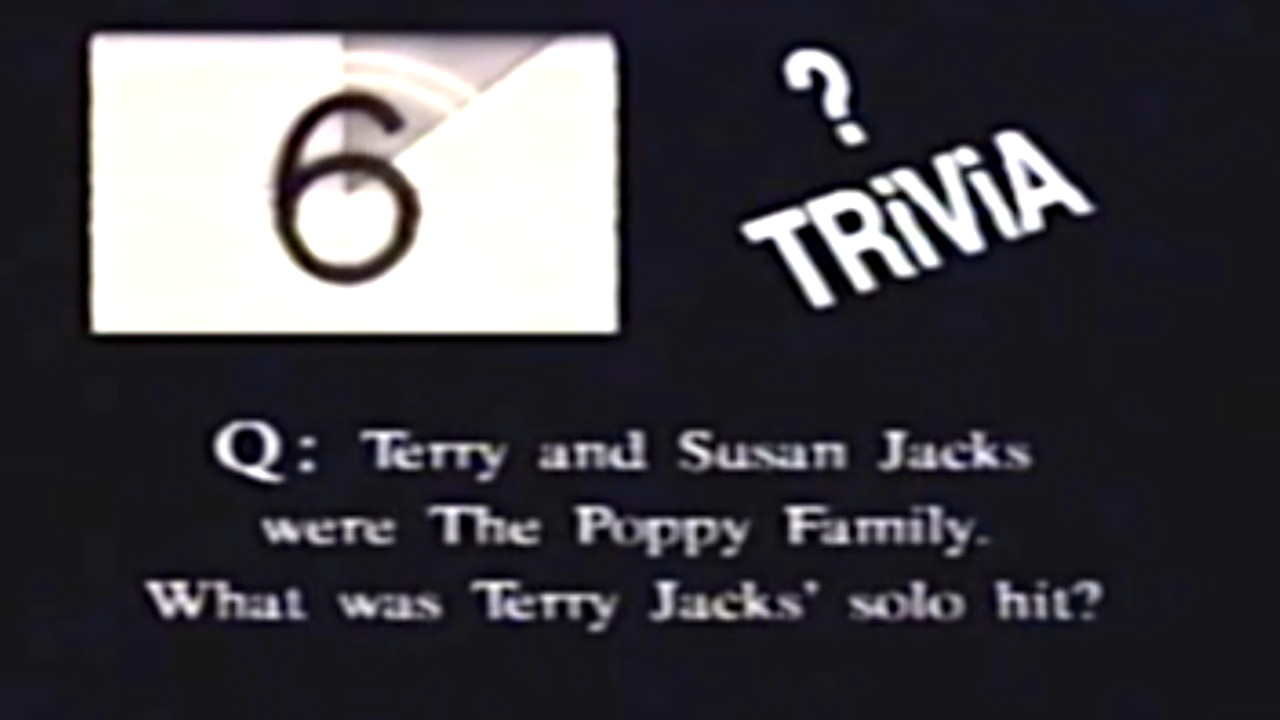 6
?
TRiViA
Q: Terry and Susan Jacks
were The Poppy Family.
What was Terry Jacks' solo hit?